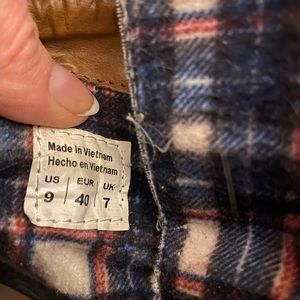 Made in Vietnam
Hecho en Vietnam
US EUR UK
9 40 7